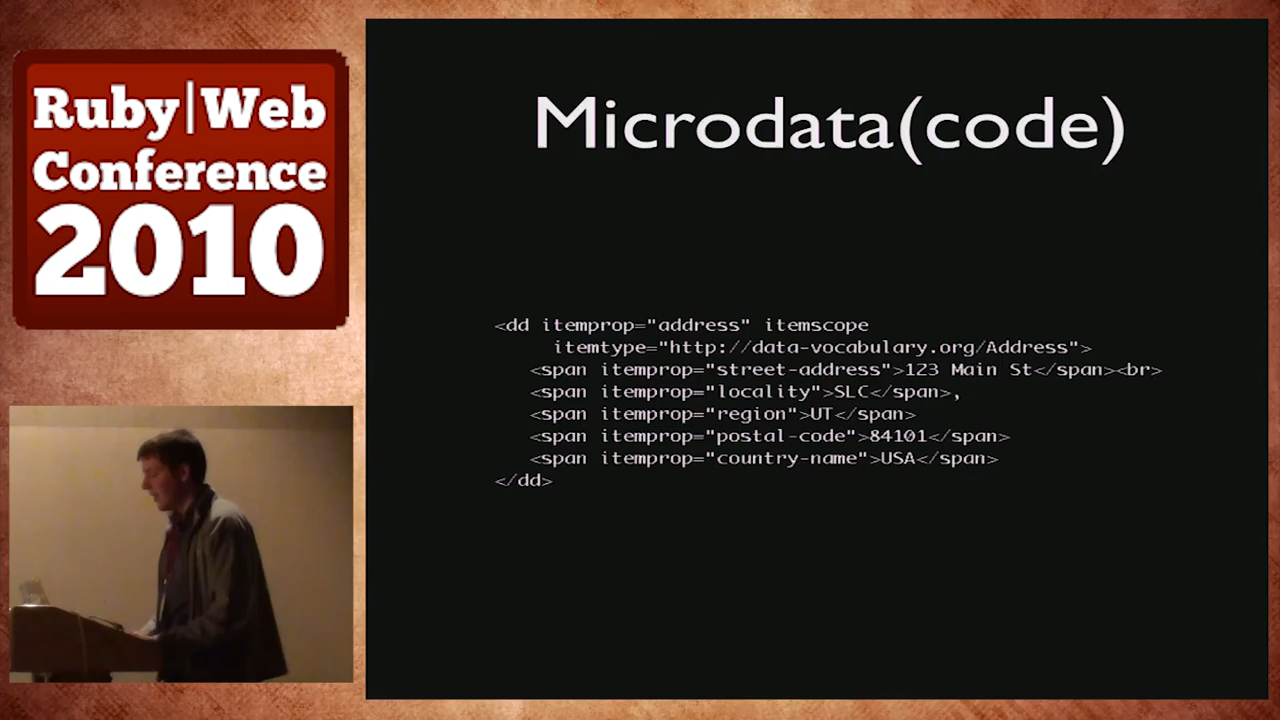 Ruby|Web
Conference
2010
Microdata(code)
<dd itemprop="address" itemscope
itemtype="http://data-vocabulary.org/Address">
<span itemprop="street-address">123 Main St</span><br>
<span itemprop="locality">SLC</span>,
<span itemprop="region">UT</span>
<span itemprop="postal-code">84101</span>
<span itemprop="country-name">USA</span>
</dd>